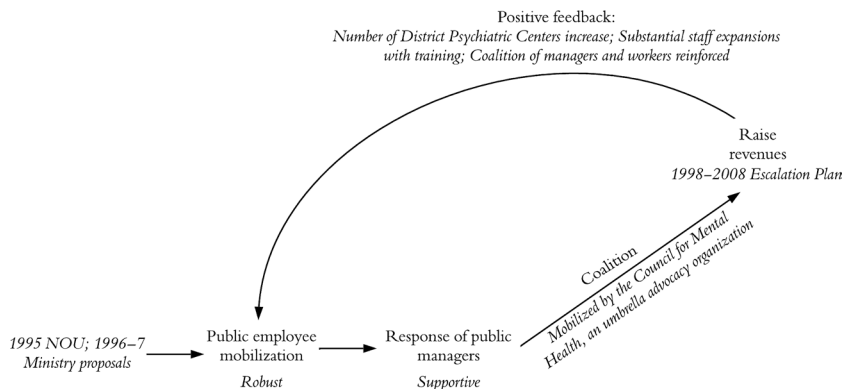 Positive feedback:
Number of District Psychiatric Centers increase; Substantial staff expansions
with training; Coalition of managers and workers reinforced
Raise
revenues
1998–2008 Escalation Plan
Coalition
Mobilized by the Council for Mental
Health, an umbrella advocacy organization
1995 NOU; 1996–7
Ministry proposals
Public employee
mobilization
Robust
Response of public
managers
Supportive